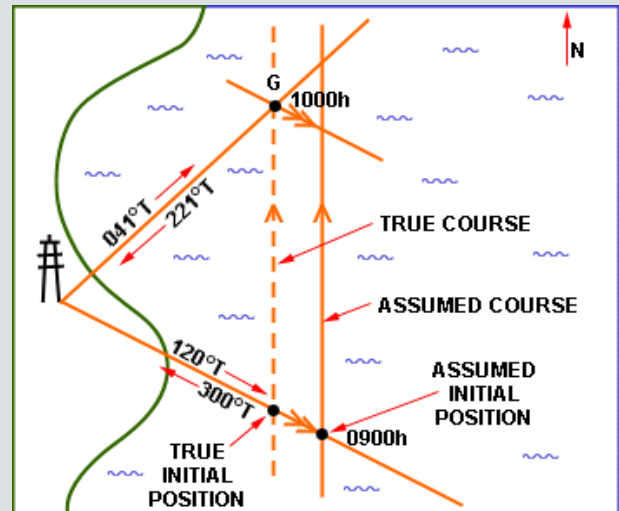 N
G
1000h
041°T
221°T
TRUE COURSE
ASSUMED COURSE
120°T
300°T
ASSUMED
INITIAL
POSITION
0900h
TRUE
INITIAL
POSITION